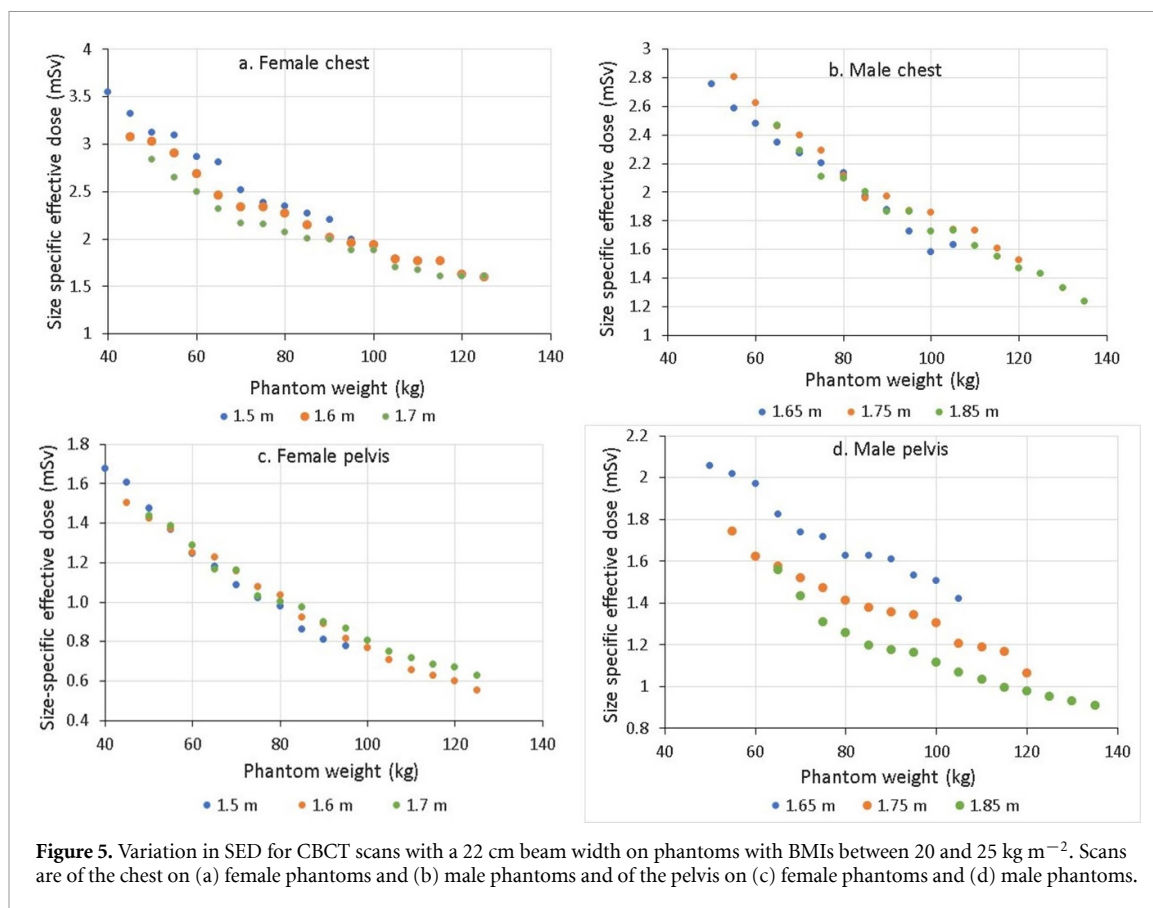 a. Female chest
Size specific effective dose (mSv)
4
3.5
3
2.5
2
1.5
1
40 60 80 100 120 140
Phantom weight (kg)
1.5 m 1.6 m 1.7 m
b. Male chest
Size specific effective dose (mSv)
3
2.8
2.6
2.4
2.2
2
1.8
1.6
1.4
1.2
1
40 60 80 100 120 140
Phantom weight (kg)
1.65 m 1.75 m 1.85 m
c. Female pelvis
Size-specific effective dose (mSv)
1.8
1.6
1.4
1.2
1.0
0.8
0.6
0.4
40 60 80 100 120 140
Phantom weight (kg)
1.5 m 1.6 m 1.7 m
d. Male pelvis
Size specific effective dose (mSv)
2.2
2
1.8
1.6
1.4
1.2
1
0.8
40 60 80 100 120 140
Phantom weight (kg)
1.65 m 1.75 m 1.85 m
Figure 5. Variation in SED for CBCT scans with a 22 cm beam width on phantoms with BMIs between 20 and 25 kg m⁻². Scans
are of the chest on (a) female phantoms and (b) male phantoms and of the pelvis on (c) female phantoms and (d) male phantoms.